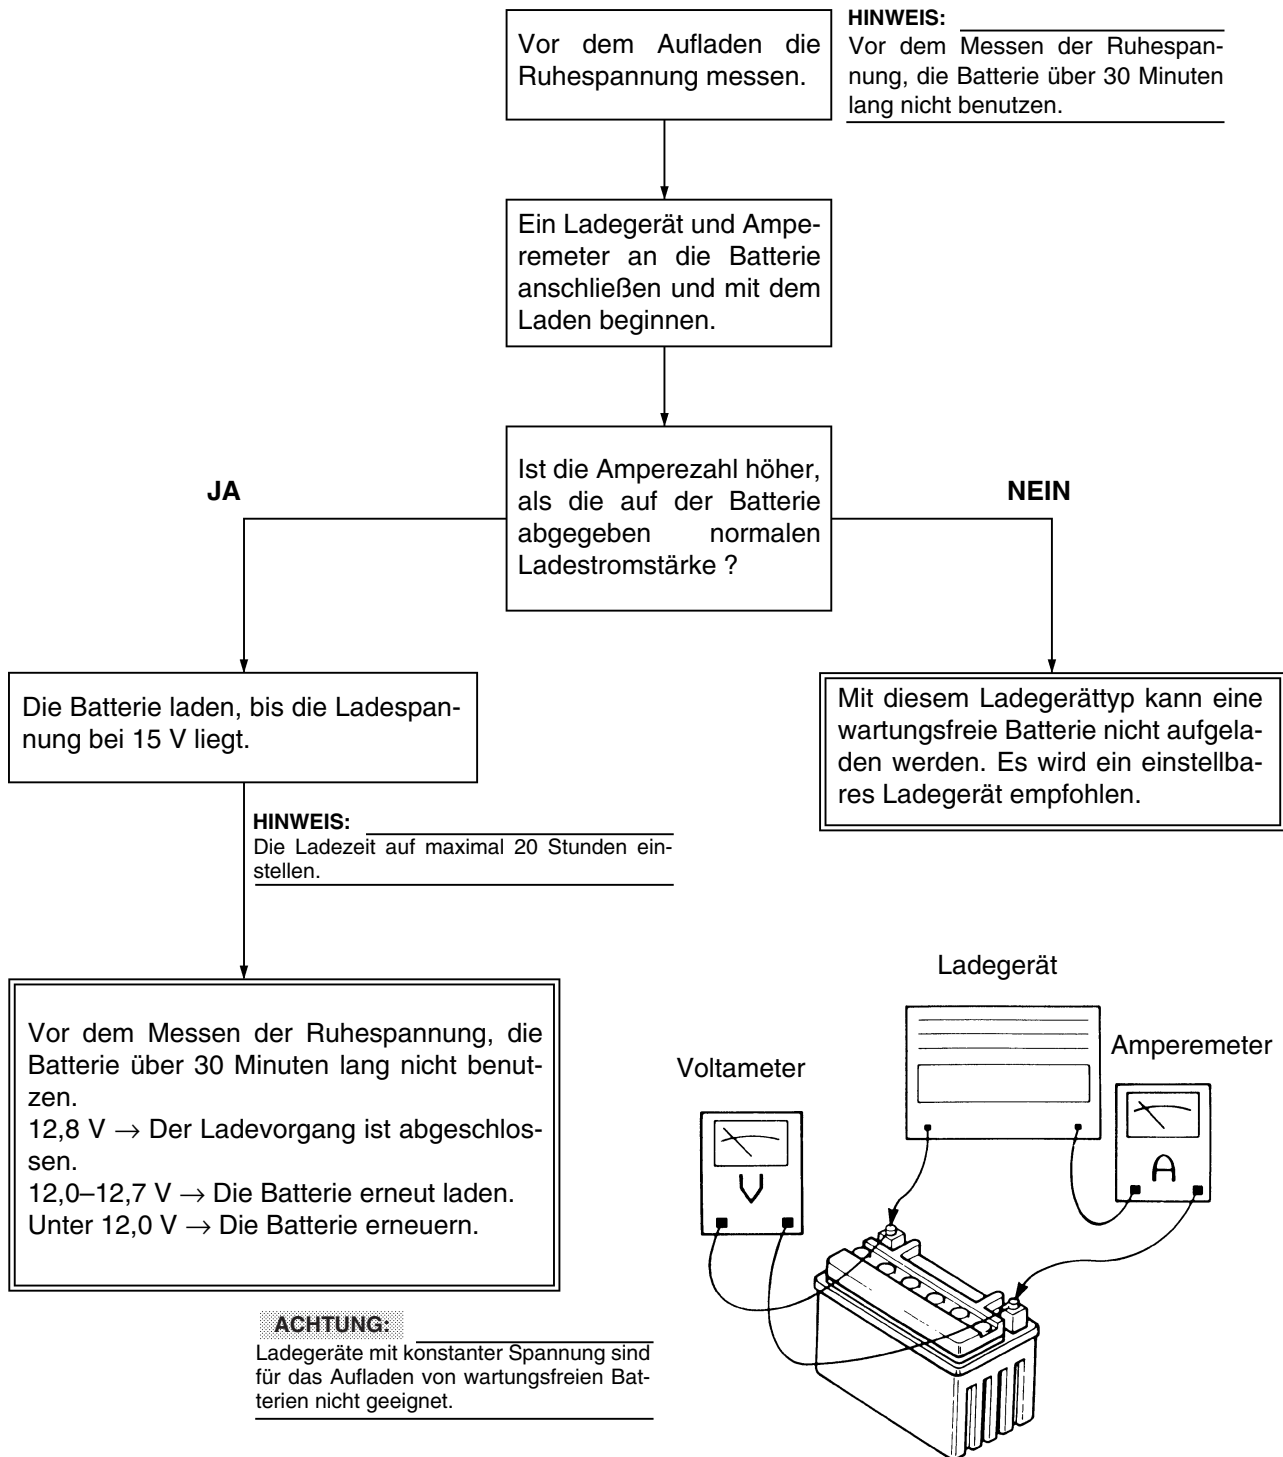 Vor dem Aufladen die
Ruhespannung messen.
HINWEIS:
Vor dem Messen der Ruhespan-
nung, die Batterie über 30 Minuten
lang nicht benutzen.
Ein Ladegerät und Ampe-
remeter an die Batterie
anschließen und mit dem
Laden beginnen.
Ist die Amperezahl höher,
als die auf der Batterie
abgegeben normalen
Ladestromstärke ?
JA
NEIN
Die Batterie laden, bis die Ladespan-
nung bei 15 V liegt.
Mit diesem Ladegerättyp kann eine
wartungsfreie Batterie nicht aufgela-
den werden. Es wird ein einstellba-
res Ladegerät empfohlen.
HINWEIS:
Die Ladezeit auf maximal 20 Stunden ein-
stellen.
Vor dem Messen der Ruhespannung, die
Batterie über 30 Minuten lang nicht benut-
zen.
12,8 V → Der Ladevorgang ist abgeschlos-
sen.
12,0–12,7 V → Die Batterie erneut laden.
Unter 12,0 V → Die Batterie erneuern.
ACHTUNG:
Ladegeräte mit konstanter Spannung sind
für das Aufladen von wartungsfreien Bat-
terien nicht geeignet.
Ladegerät
Voltameter
Amperemeter
V
A